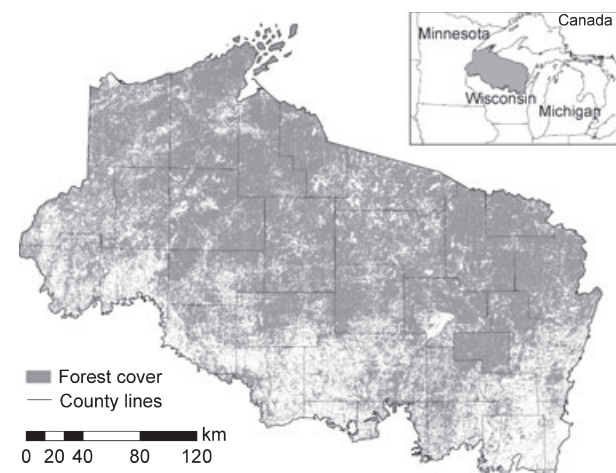 Canada
Minnesota
Wisconsin
Michigan
Forest cover
County lines
km
0 20 40 80 120